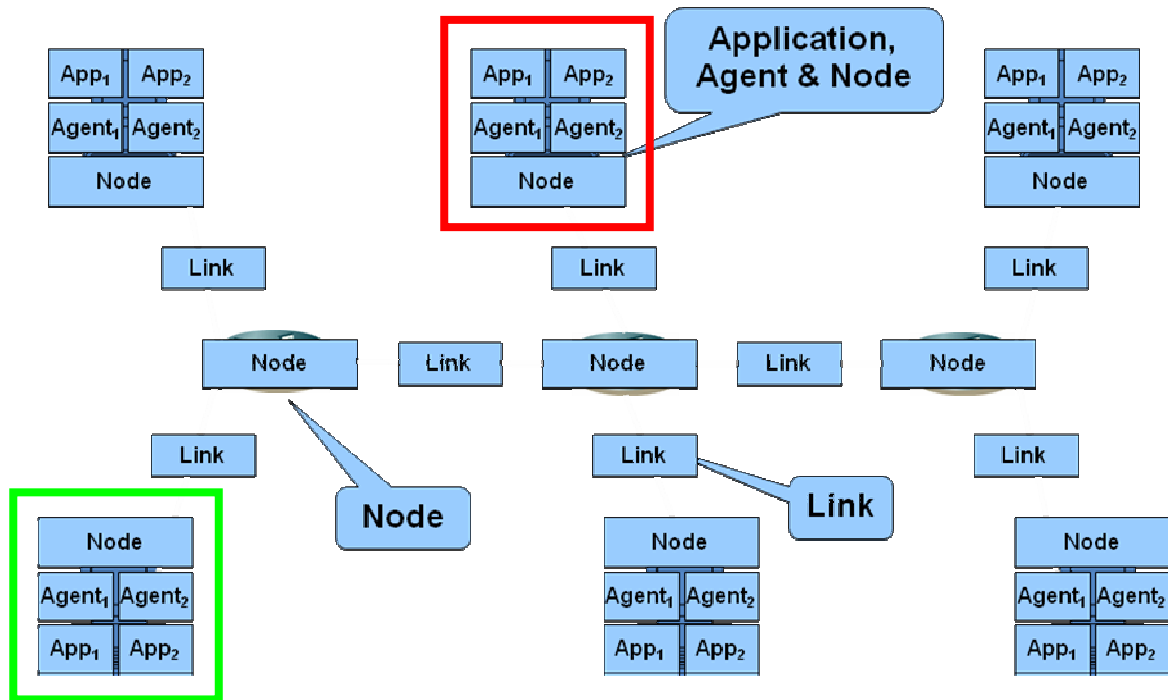 Application,
Agent & Node
App₁ App₂
Agent₁ Agent₂
Node
App₁ App₂
Agent₁ Agent₂
Node
App₁ App₂
Agent₁ Agent₂
Node
Link
Link
Link
Node
Link
Node
Link
Node
Link
Link
Link
Node
Link
Node
Agent₁ Agent₂
App₁ App₂
Node
Agent₁ Agent₂
App₁ App₂
Node
Agent₁ Agent₂
App₁ App₂